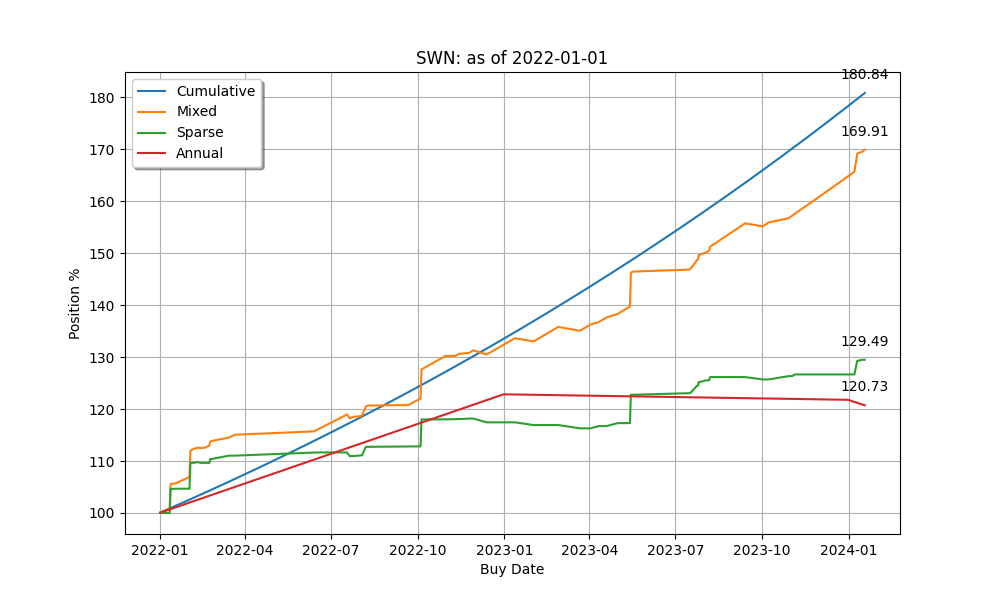 SWN: as of 2022-01-01
180.84
Cumulative
Mixed
Sparse
Annual
169.91
129.49
120.73
180
170
160
150
140
130
120
110
100
Position %
2022-01 2022-04 2022-07 2022-10 2023-01 2023-04 2023-07 2023-10 2024-01
Buy Date